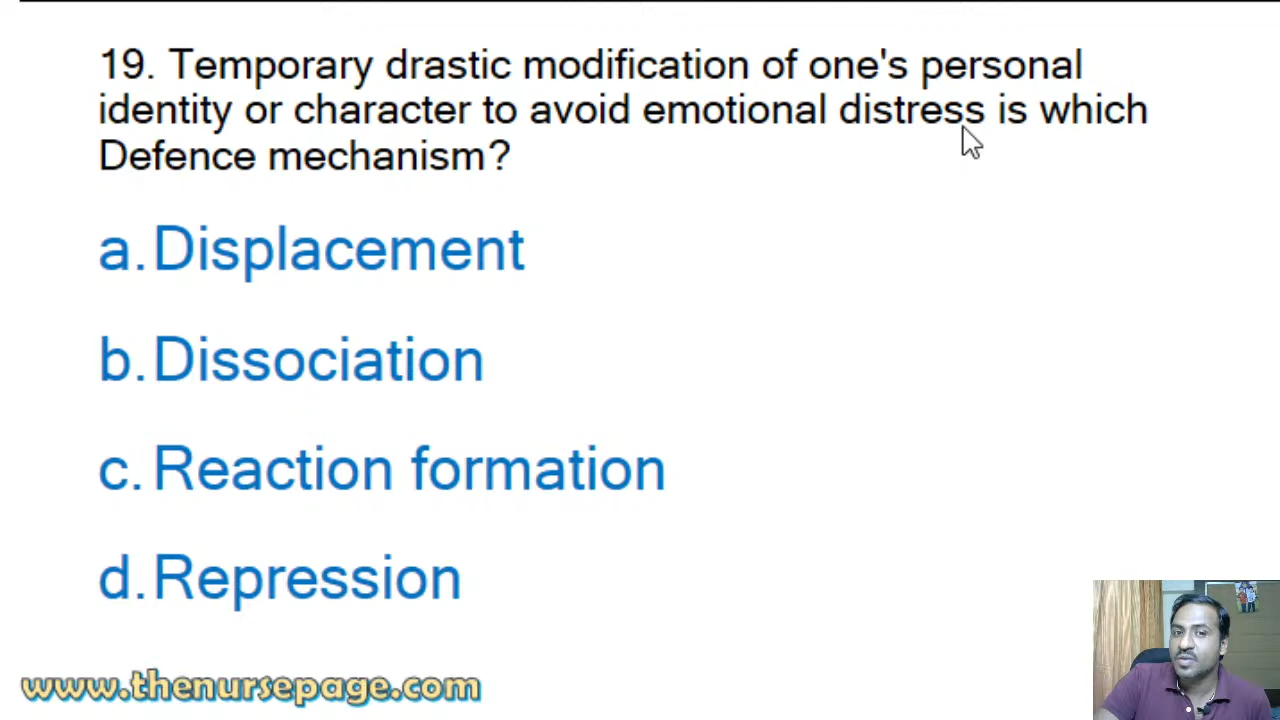 19. Temporary drastic modification of one's personal
identity or character to avoid emotional distress is which
Defence mechanism?
a. Displacement
b. Dissociation
c. Reaction formation
d. Repression
www.thenursepage.com